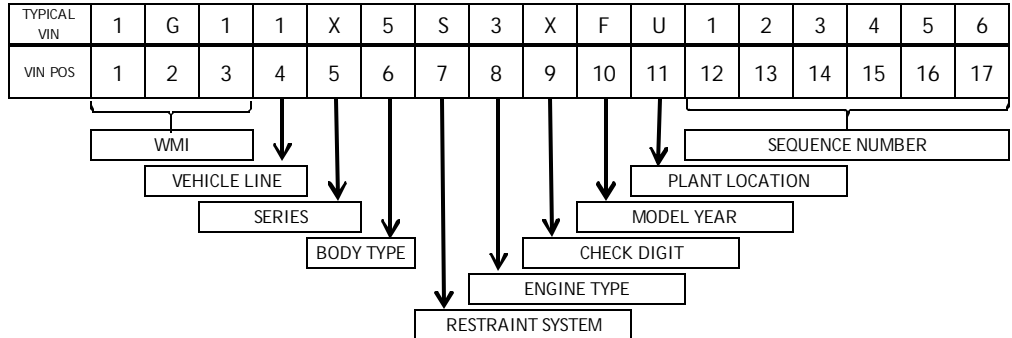 TYPICAL VIN 1 G 1 1 X 5 S 3 X F U 1 2 3 4 5 6
VIN POS 1 2 3 4 5 6 7 8 9 10 11 12 13 14 15 16 17
WMI SEQUENCE NUMBER
VEHICLE LINE PLANT LOCATION
SERIES MODEL YEAR
BODY TYPE CHECK DIGIT
ENGINE TYPE
RESTRAINT SYSTEM